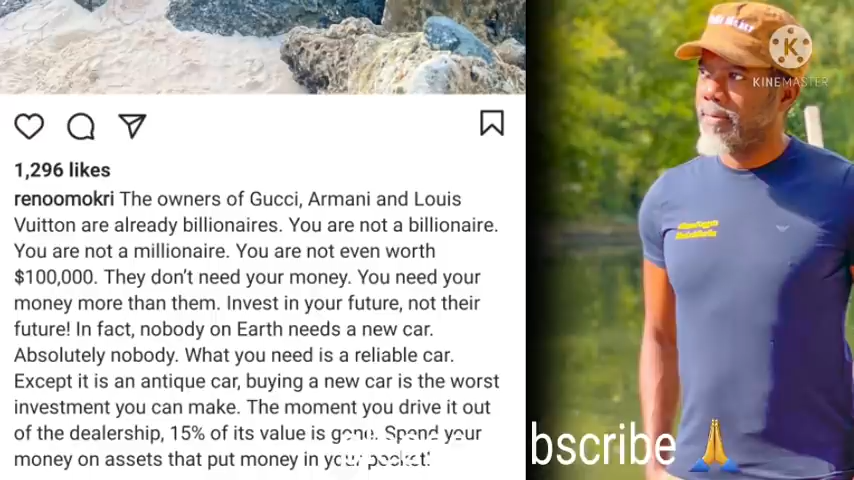 1,296 likes
renoomokri The owners of Gucci, Armani and Louis
Vuitton are already billionaires. You are not a billionaire.
You are not a millionaire. You are not even worth
$100,000. They don't need your money. You need your
money more than them. Invest in your future, not their
future! In fact, nobody on Earth needs a new car.
Absolutely nobody. What you need is a reliable car.
Except it is an antique car, buying a new car is the worst
investment you can make. The moment you drive it out
of the dealership, 15% of its value is gone. Spend your
money on assets that put money in your pocket!
K
KINEMASTER
bscribe 🙏